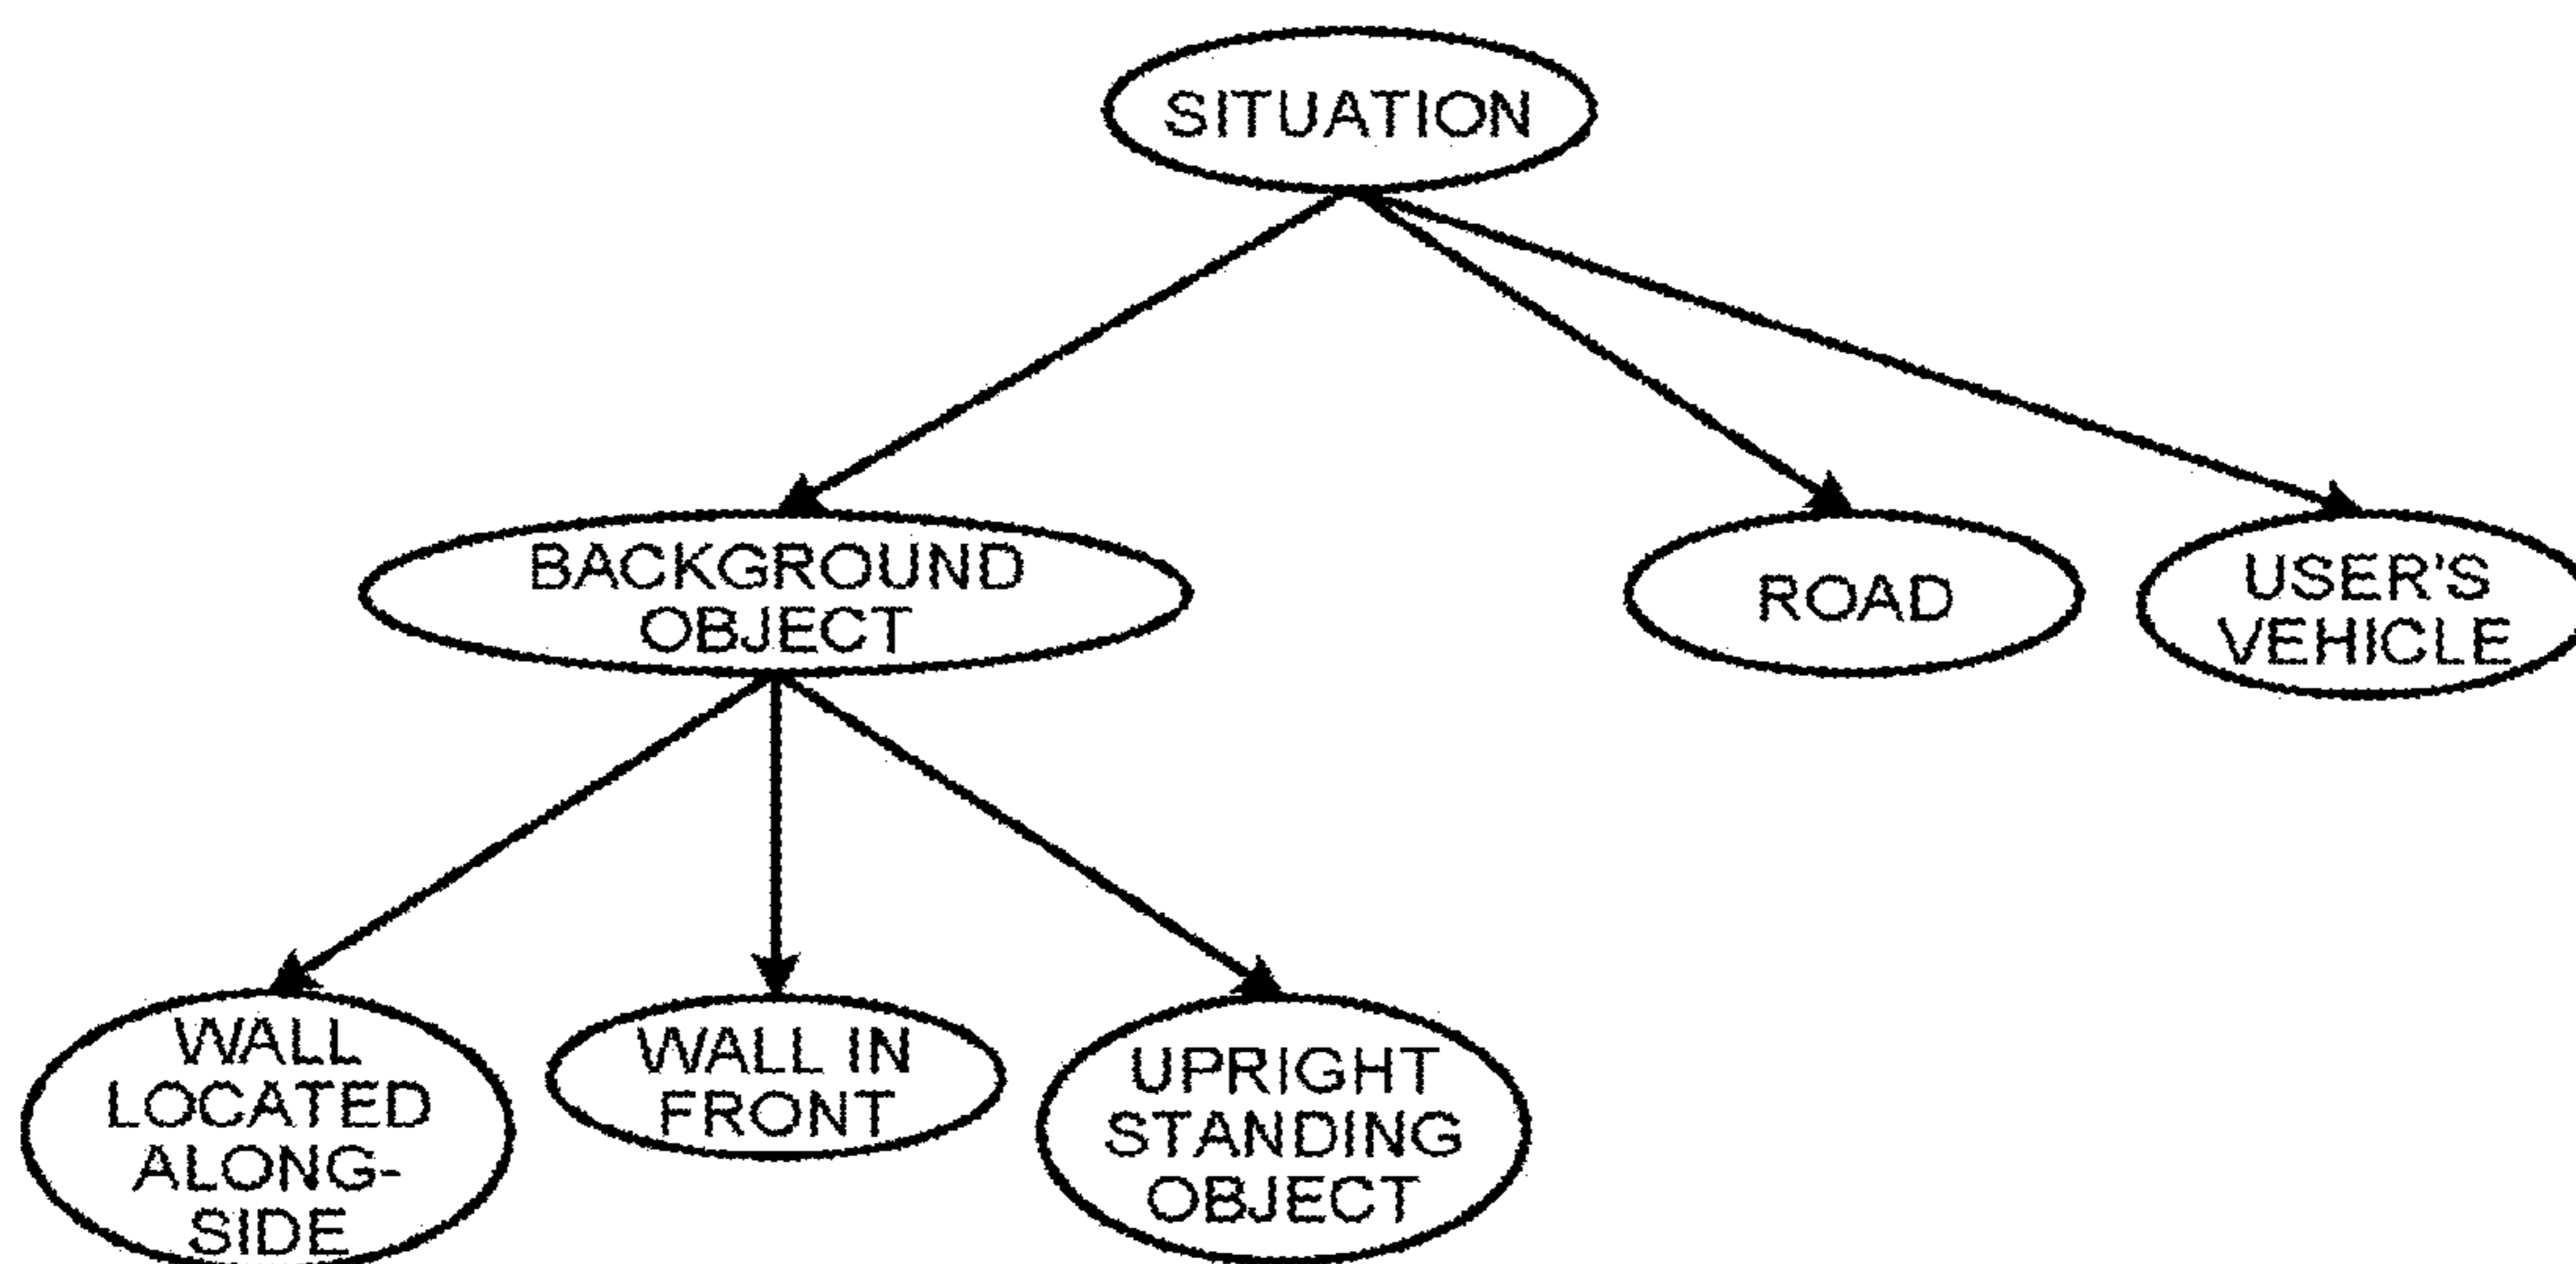 SITUATION
BACKGROUND
OBJECT
ROAD
USER'S
VEHICLE
WALL
LOCATED
ALONG-
SIDE
WALL IN
FRONT
UPRIGHT
STANDING
OBJECT